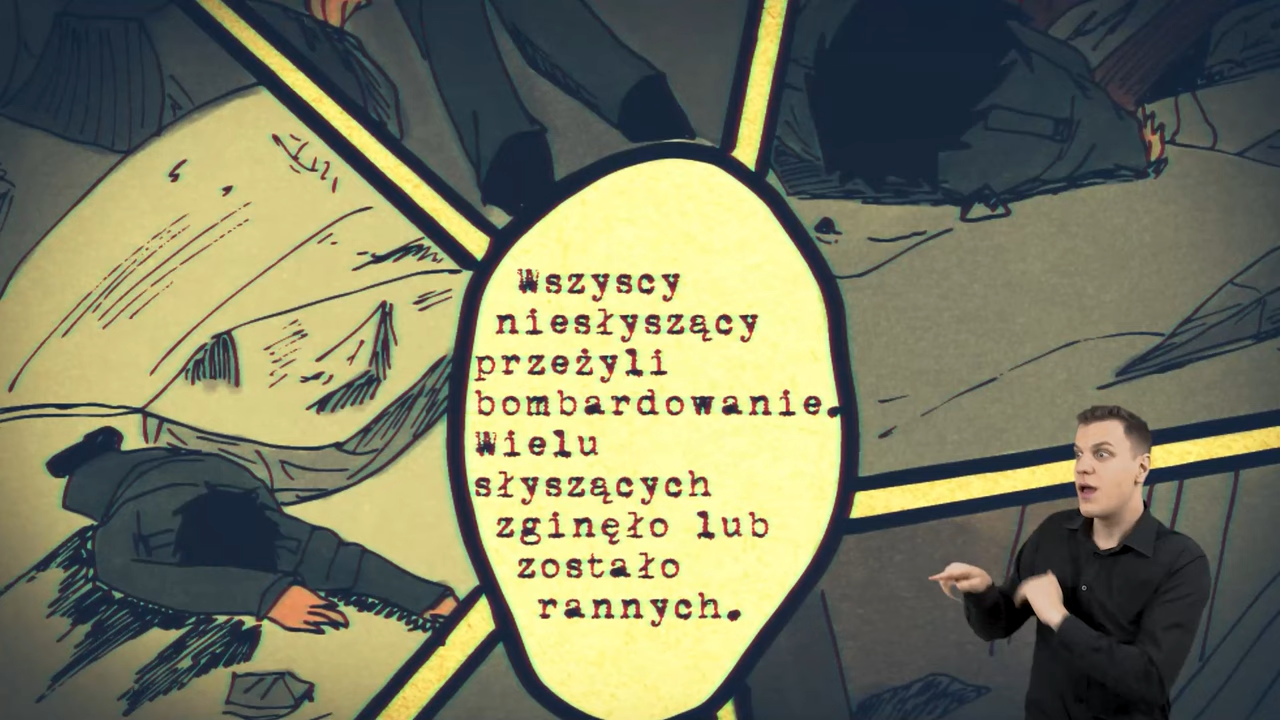 Wszyscy
niesłyszący
przeżyli
bombardowanie.
Wielu
słyszących
zginęło lub
zostało
rannych.